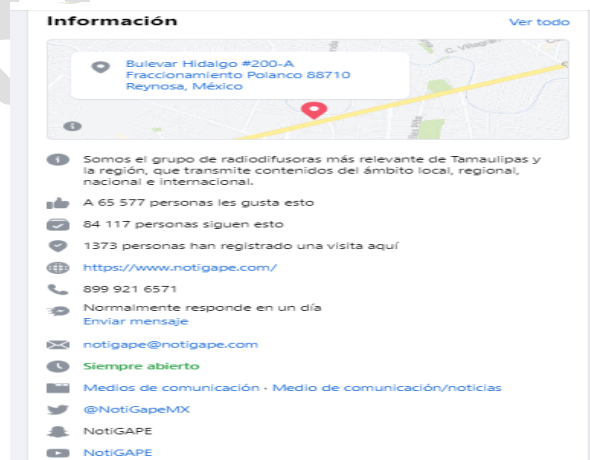 Información
Ver todo
C. Villagrá
Bulevar Hidalgo #200-A
Fraccionamiento Polanco 88710
Reynosa, México
Somos el grupo de radiodifusoras más relevante de Tamaulipas y
la región, que transmite contenidos del ámbito local, regional,
nacional e internacional.
A 65 577 personas les gusta esto
84 117 personas siguen esto
1373 personas han registrado una visita aquí
https://www.notigape.com/
899 921 6571
Normalmente responde en un día
Enviar mensaje
notigape@notigape.com
Siempre abierto
Medios de comunicación · Medio de comunicación/noticias
@NotiGapeMX
NotiGAPE
NotiGAPE